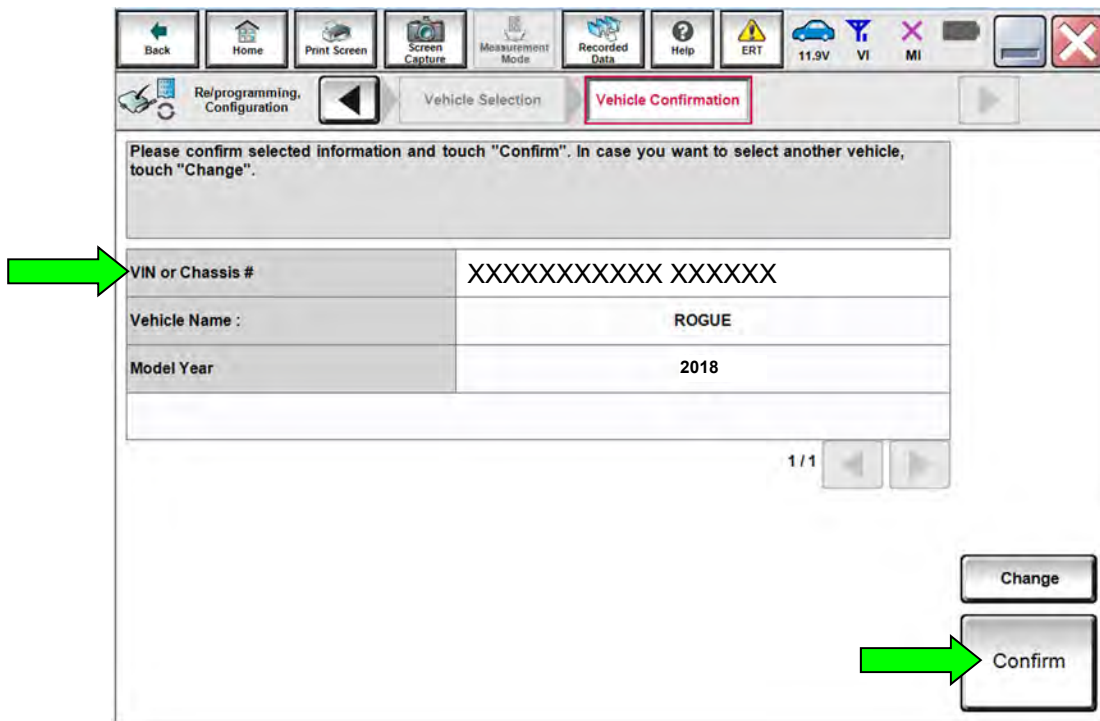 Back
Home
Print Screen
Screen
Capture
Measurement
Mode
Recorded
Data
Help
ERT
11.9V
VI
MI
Re/programming,
Configuration
Vehicle Selection
Vehicle Confirmation
Please confirm selected information and touch "Confirm". In case you want to select another vehicle,
touch "Change".
VIN or Chassis #
XXXXXXXXXXX XXXXXX
Vehicle Name :
ROGUE
Model Year
2018
1 / 1
Change
Confirm